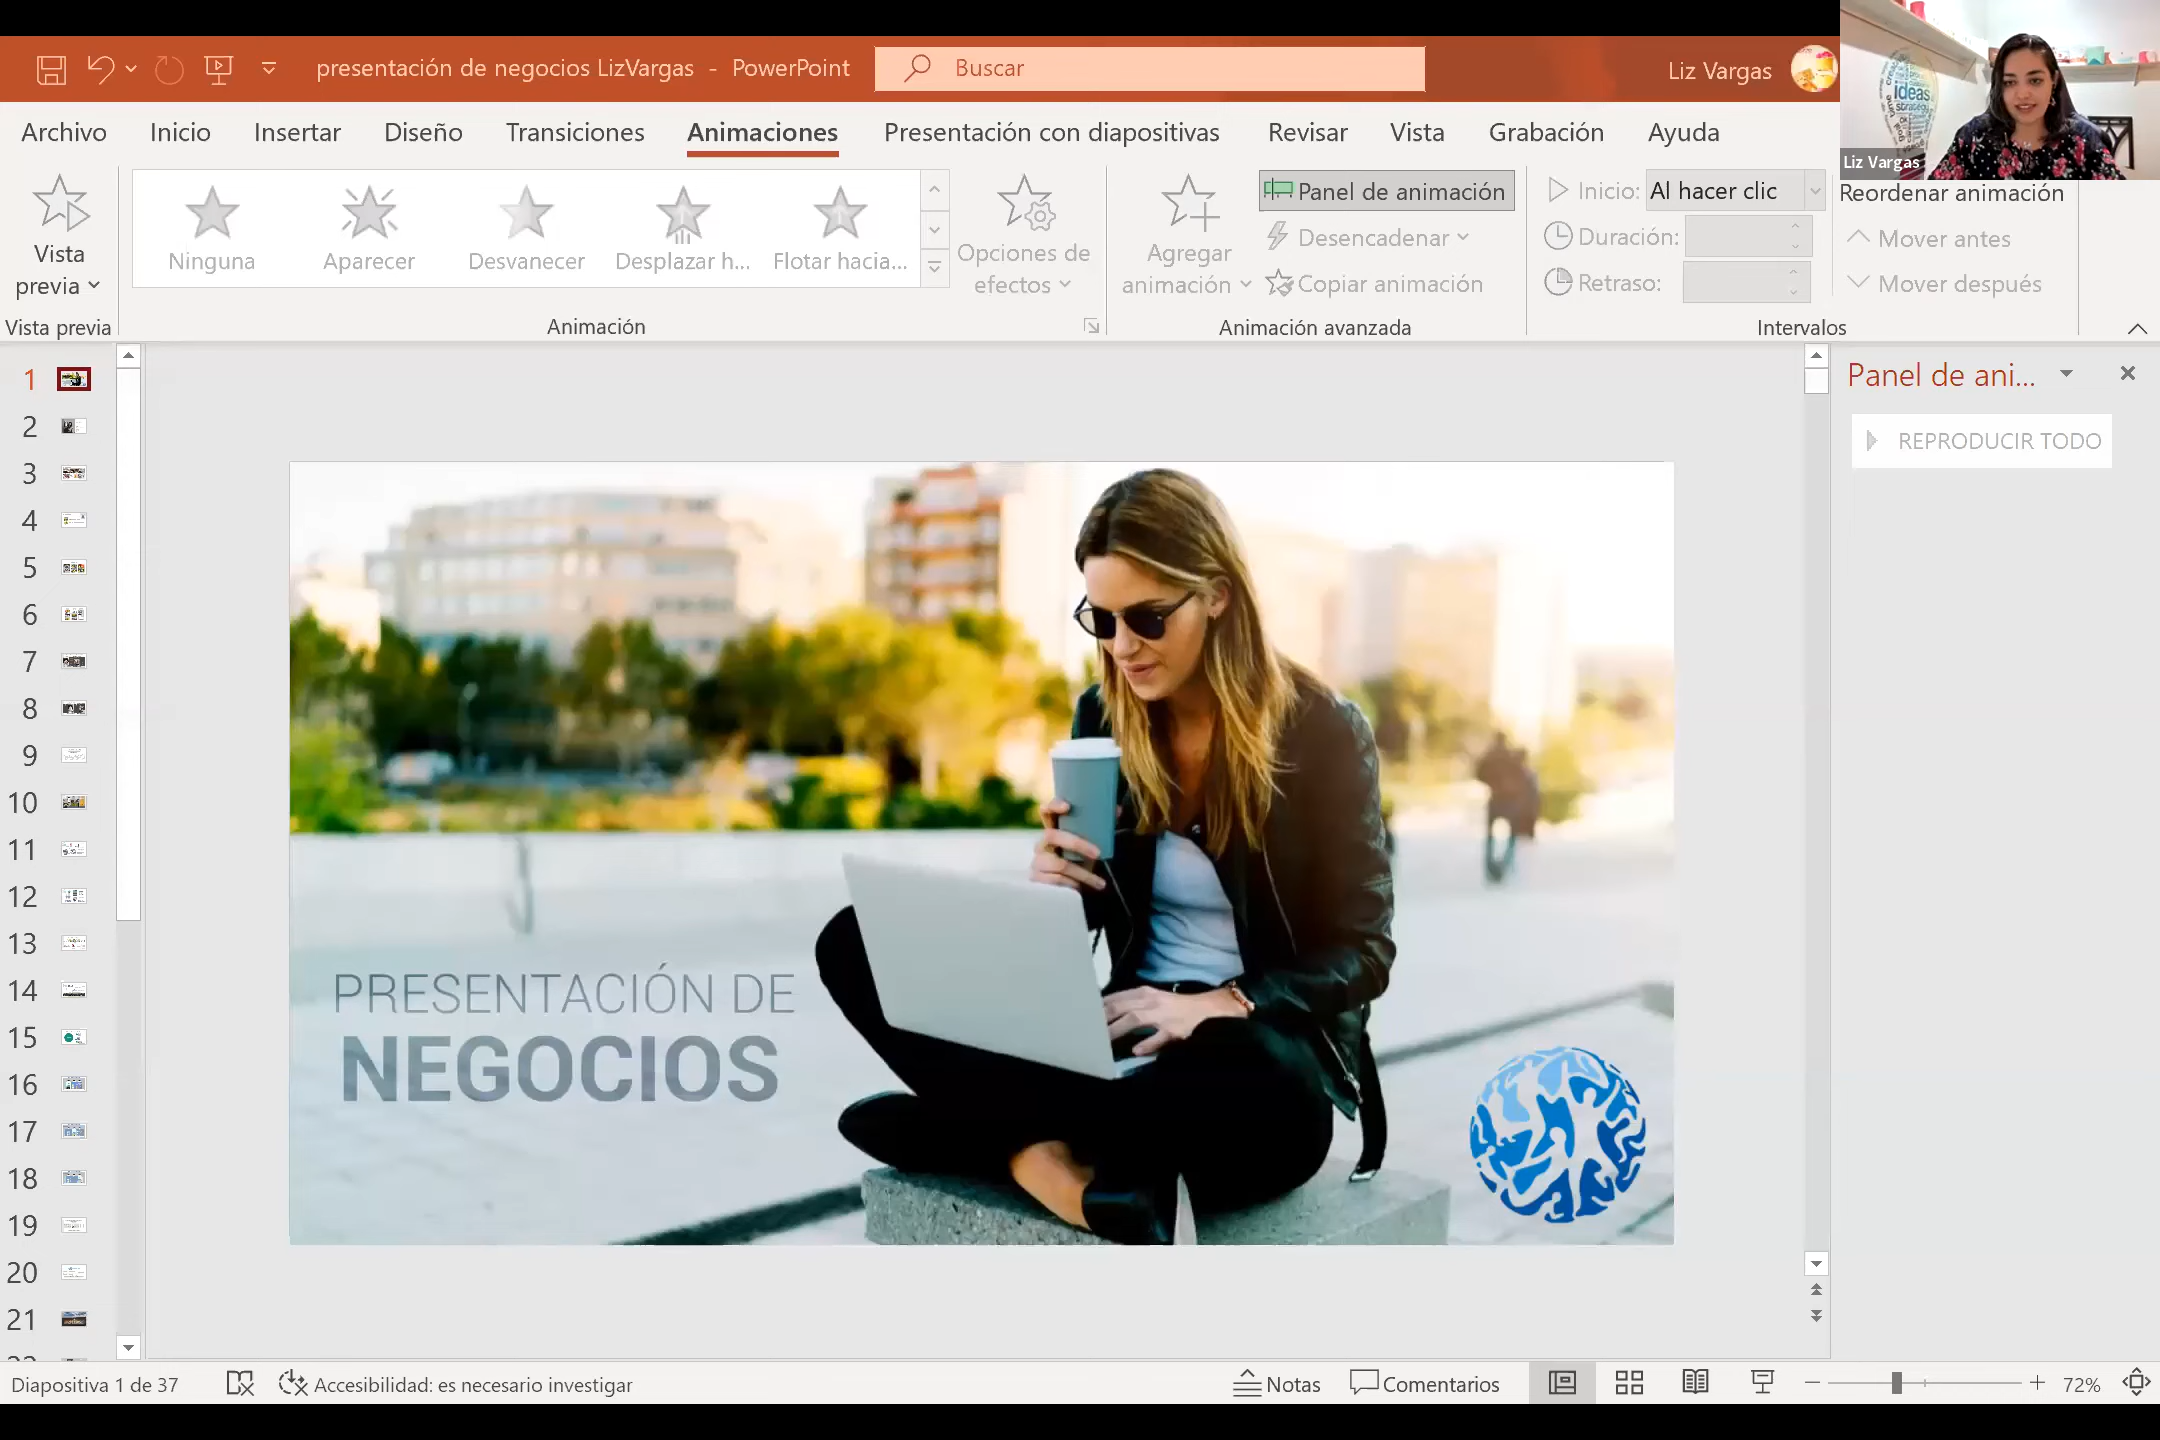 presentación de negocios LizVargas - PowerPoint
Buscar
Liz Vargas
Archivo Inicio Insertar Diseño Transiciones Animaciones Presentación con diapositivas Revisar Vista Grabación Ayuda
ideas
Liz Vargas
Vista previa
Ninguna Aparecer Desvanecer Desplazar h... Flotar hacia...
Opciones de efectos
Agregar animación
Panel de animación
Desencadenar
Copiar animación
Inicio: Al hacer clic
Duración:
Retraso:
Reordenar animación
Mover antes
Mover después
Vista previa Animación Animación avanzada Intervalos
1
2
3
4
5
6
7
8
9
10
11
12
13
14
15
16
17
18
19
20
21
PRESENTACIÓN DE
NEGOCIOS
Panel de ani...
REPRODUCIR TODO
Diapositiva 1 de 37 Accesibilidad: es necesario investigar Notas Comentarios 72%